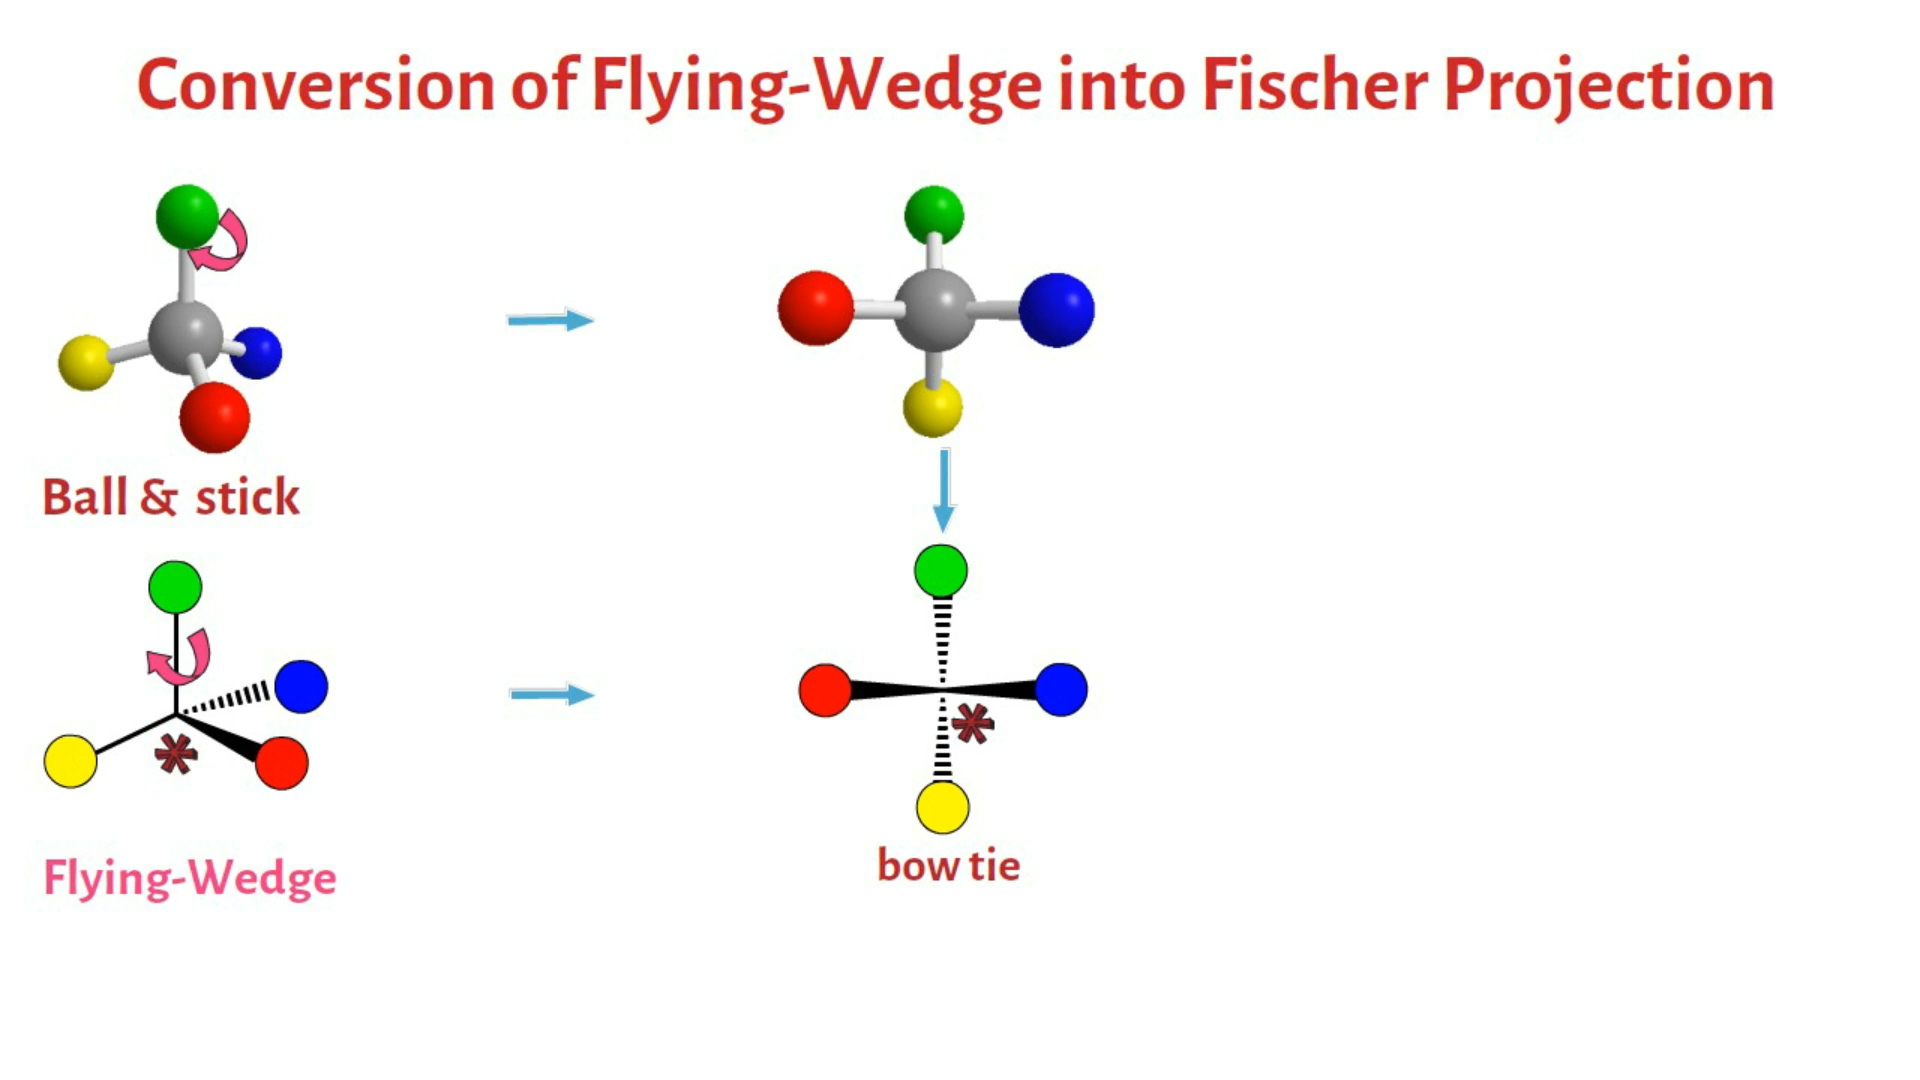 Conversion of Flying-Wedge into Fischer Projection
Ball & stick
Flying-Wedge
bow tie